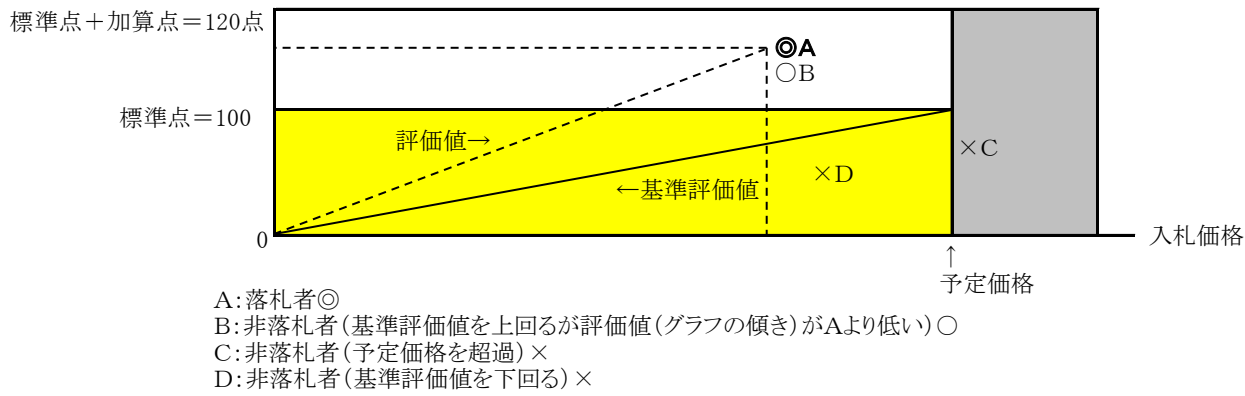 標準点＋加算点＝120点
◎A
○B
標準点＝100
評価値→
×C
×D
←基準評価値
0
入札価格
↑
予定価格
A：落札者◎
B：非落札者（基準評価値を上回るが評価値（グラフの傾き）がAより低い）○
C：非落札者（予定価格を超過）×
D：非落札者（基準評価値を下回る）×